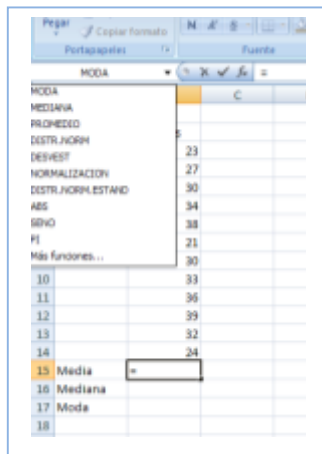 Pegar
Copiar formato
N K S
Portapapeles
Fuente
MODA
fx =
MODA
MEDIANA
PROMEDIO
DISTR.NORM
DESVEST
NORMALIZACION
DISTR.NORM.ESTAND
ABS
SENO
PI
Más funciones...
C
s
23
27
30
34
38
21
30
10 33
11 36
12 39
13 32
14 24
15 Media =
16 Mediana
17 Moda
18